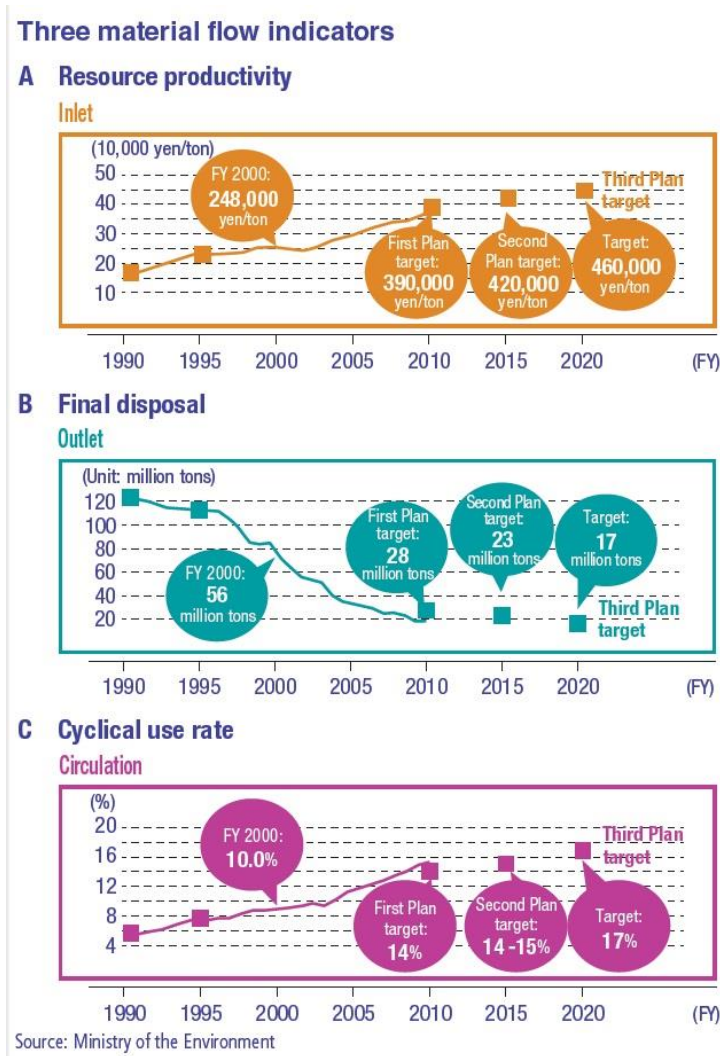 Three material flow indicators
A Resource productivity
Inlet
(10,000 yen/ton)
50
40
30
20
10
FY 2000:
248,000
yen/ton
First Plan
target:
390,000
yen/ton
Second
Plan target:
420,000
yen/ton
Third Plan
target
Target:
460,000
yen/ton
1990 1995 2000 2005 2010 2015 2020 (FY)
B Final disposal
Outlet
(Unit: million tons)
120
100
80
60
40
20
FY 2000:
56
million tons
First Plan
target:
28
million tons
Second Plan
target:
23
million tons
Target:
17
million tons
Third Plan
target
1990 1995 2000 2005 2010 2015 2020 (FY)
C Cyclical use rate
Circulation
(%)
20
16
12
8
4
FY 2000:
10.0%
First Plan
target:
14%
Second Plan
target:
14 -15%
Third Plan
target
Target:
17%
1990 1995 2000 2005 2010 2015 2020 (FY)
Source: Ministry of the Environment